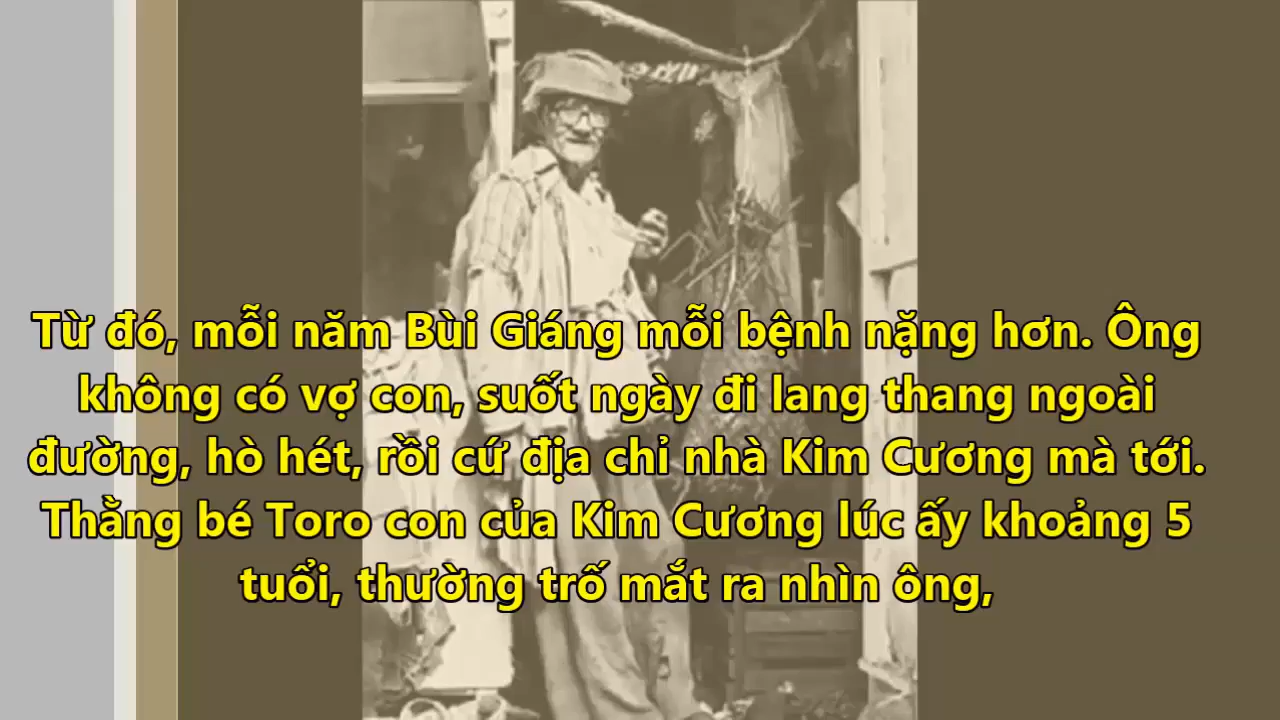 Từ đó, mỗi năm Bùi Giáng mỗi bệnh nặng hơn. Ông
không có vợ con, suốt ngày đi lang thang ngoài
đường, hò hét, rồi cứ địa chỉ nhà Kim Cương mà tới.
Thằng bé Toro con của Kim Cương lúc ấy khoảng 5
tuổi, thường trố mắt ra nhìn ông,